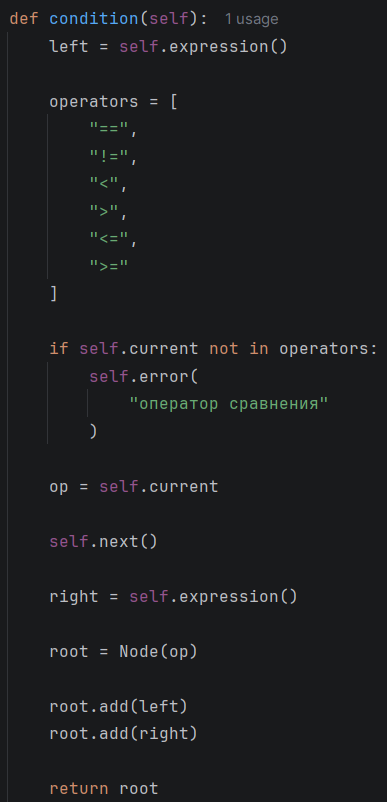 def condition(self): 1 usage
    left = self.expression()

    operators = [
        "==",
        "!=",
        "<",
        ">",
        "<=",
        ">="
    ]

    if self.current not in operators:
        self.error(
            "оператор сравнения"
        )

    op = self.current

    self.next()

    right = self.expression()

    root = Node(op)

    root.add(left)
    root.add(right)

    return root